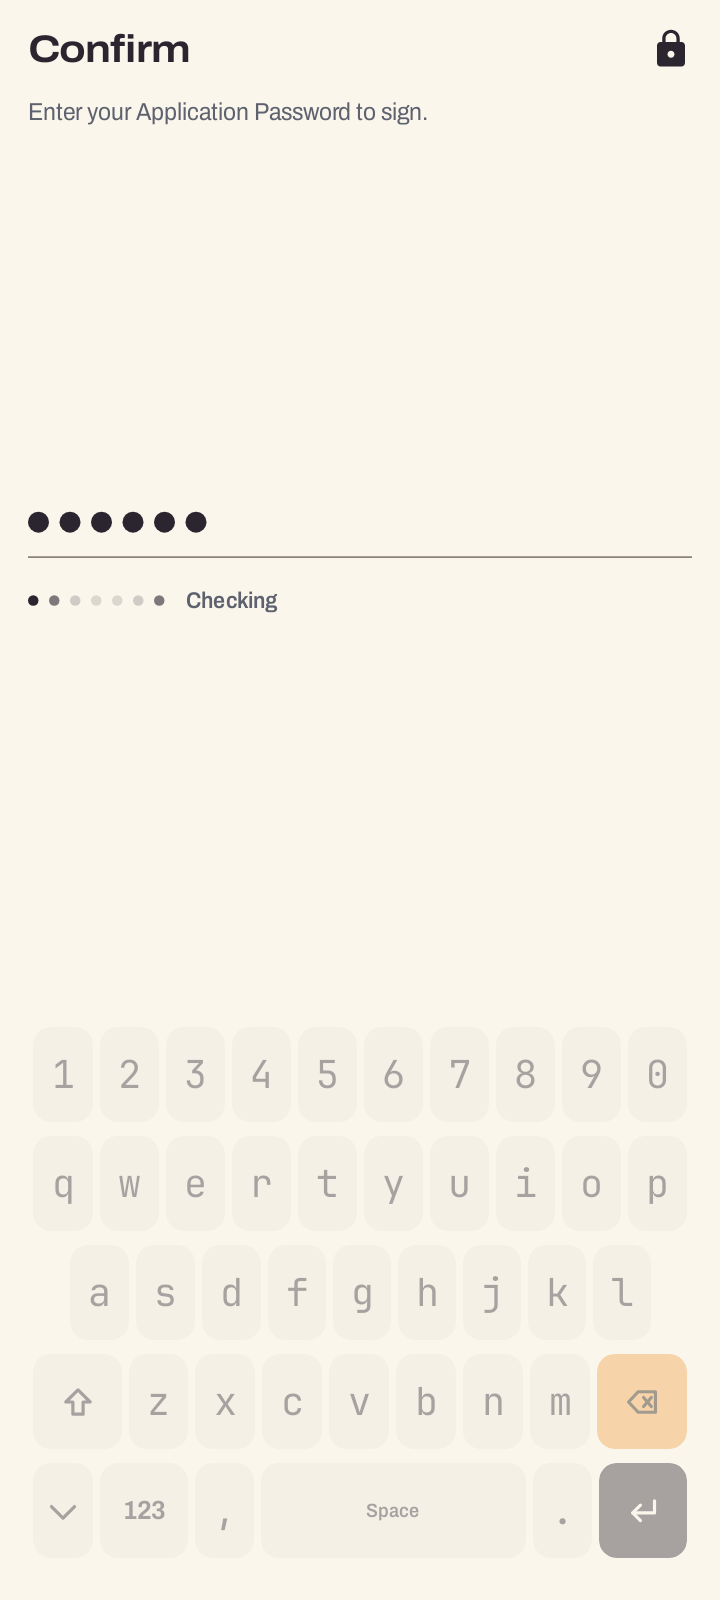 Confirm
Enter your Application Password to sign.
Checking
1 2 3 4 5 6 7 8 9 0
q w e r t y u i o p
a s d f g h j k l
z x c v b n m
123 , Space .